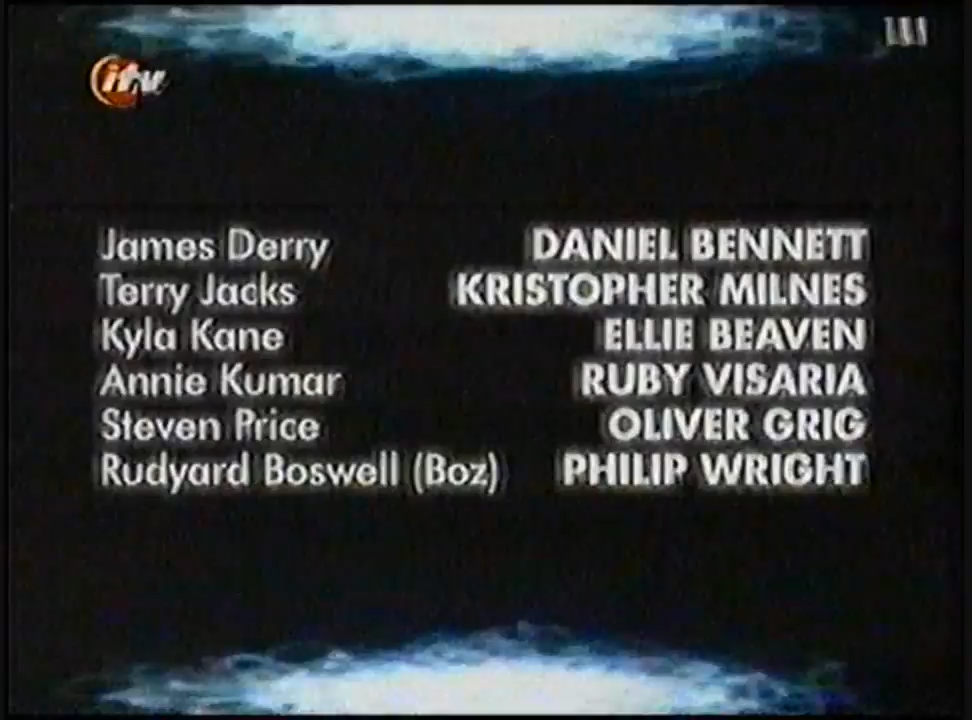 itv
James Derry DANIEL BENNETT
Terry Jacks KRISTOPHER MILNES
Kyla Kane ELLIE BEAVEN
Annie Kumar RUBY VISARIA
Steven Price OLIVER GRIG
Rudyard Boswell (Boz) PHILIP WRIGHT